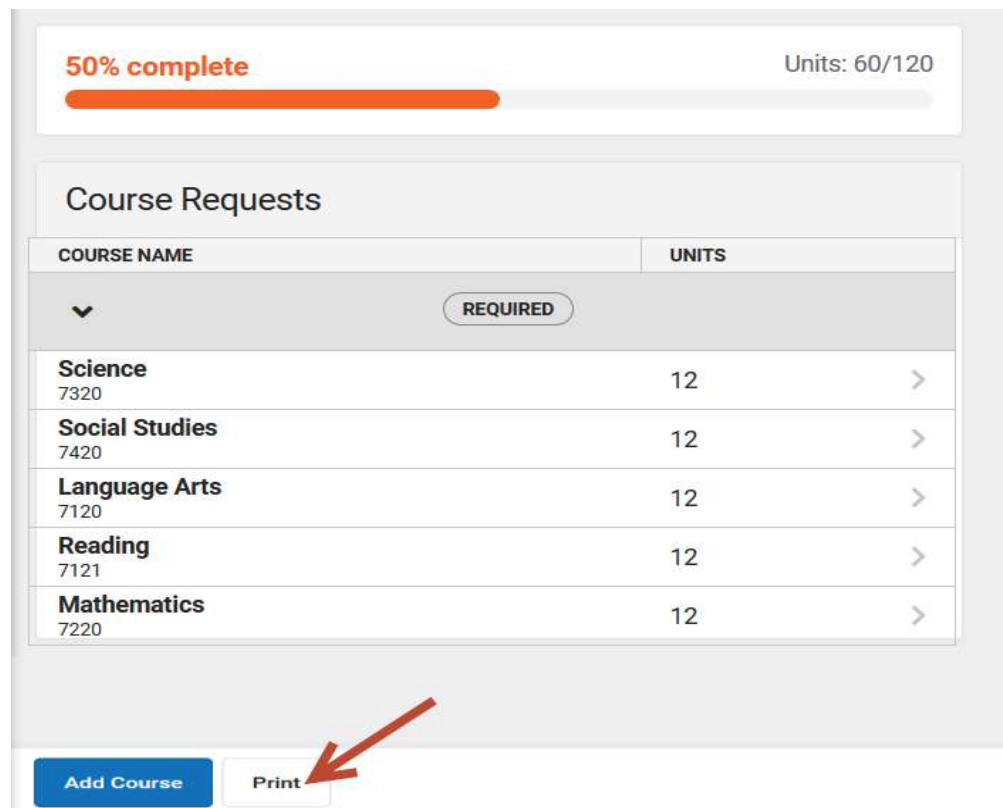 50% complete Units: 60/120
Course Requests
COURSE NAME UNITS
REQUIRED
Science 12
7320
Social Studies 12
7420
Language Arts 12
7120
Reading 12
7121
Mathematics 12
7220
Add Course Print